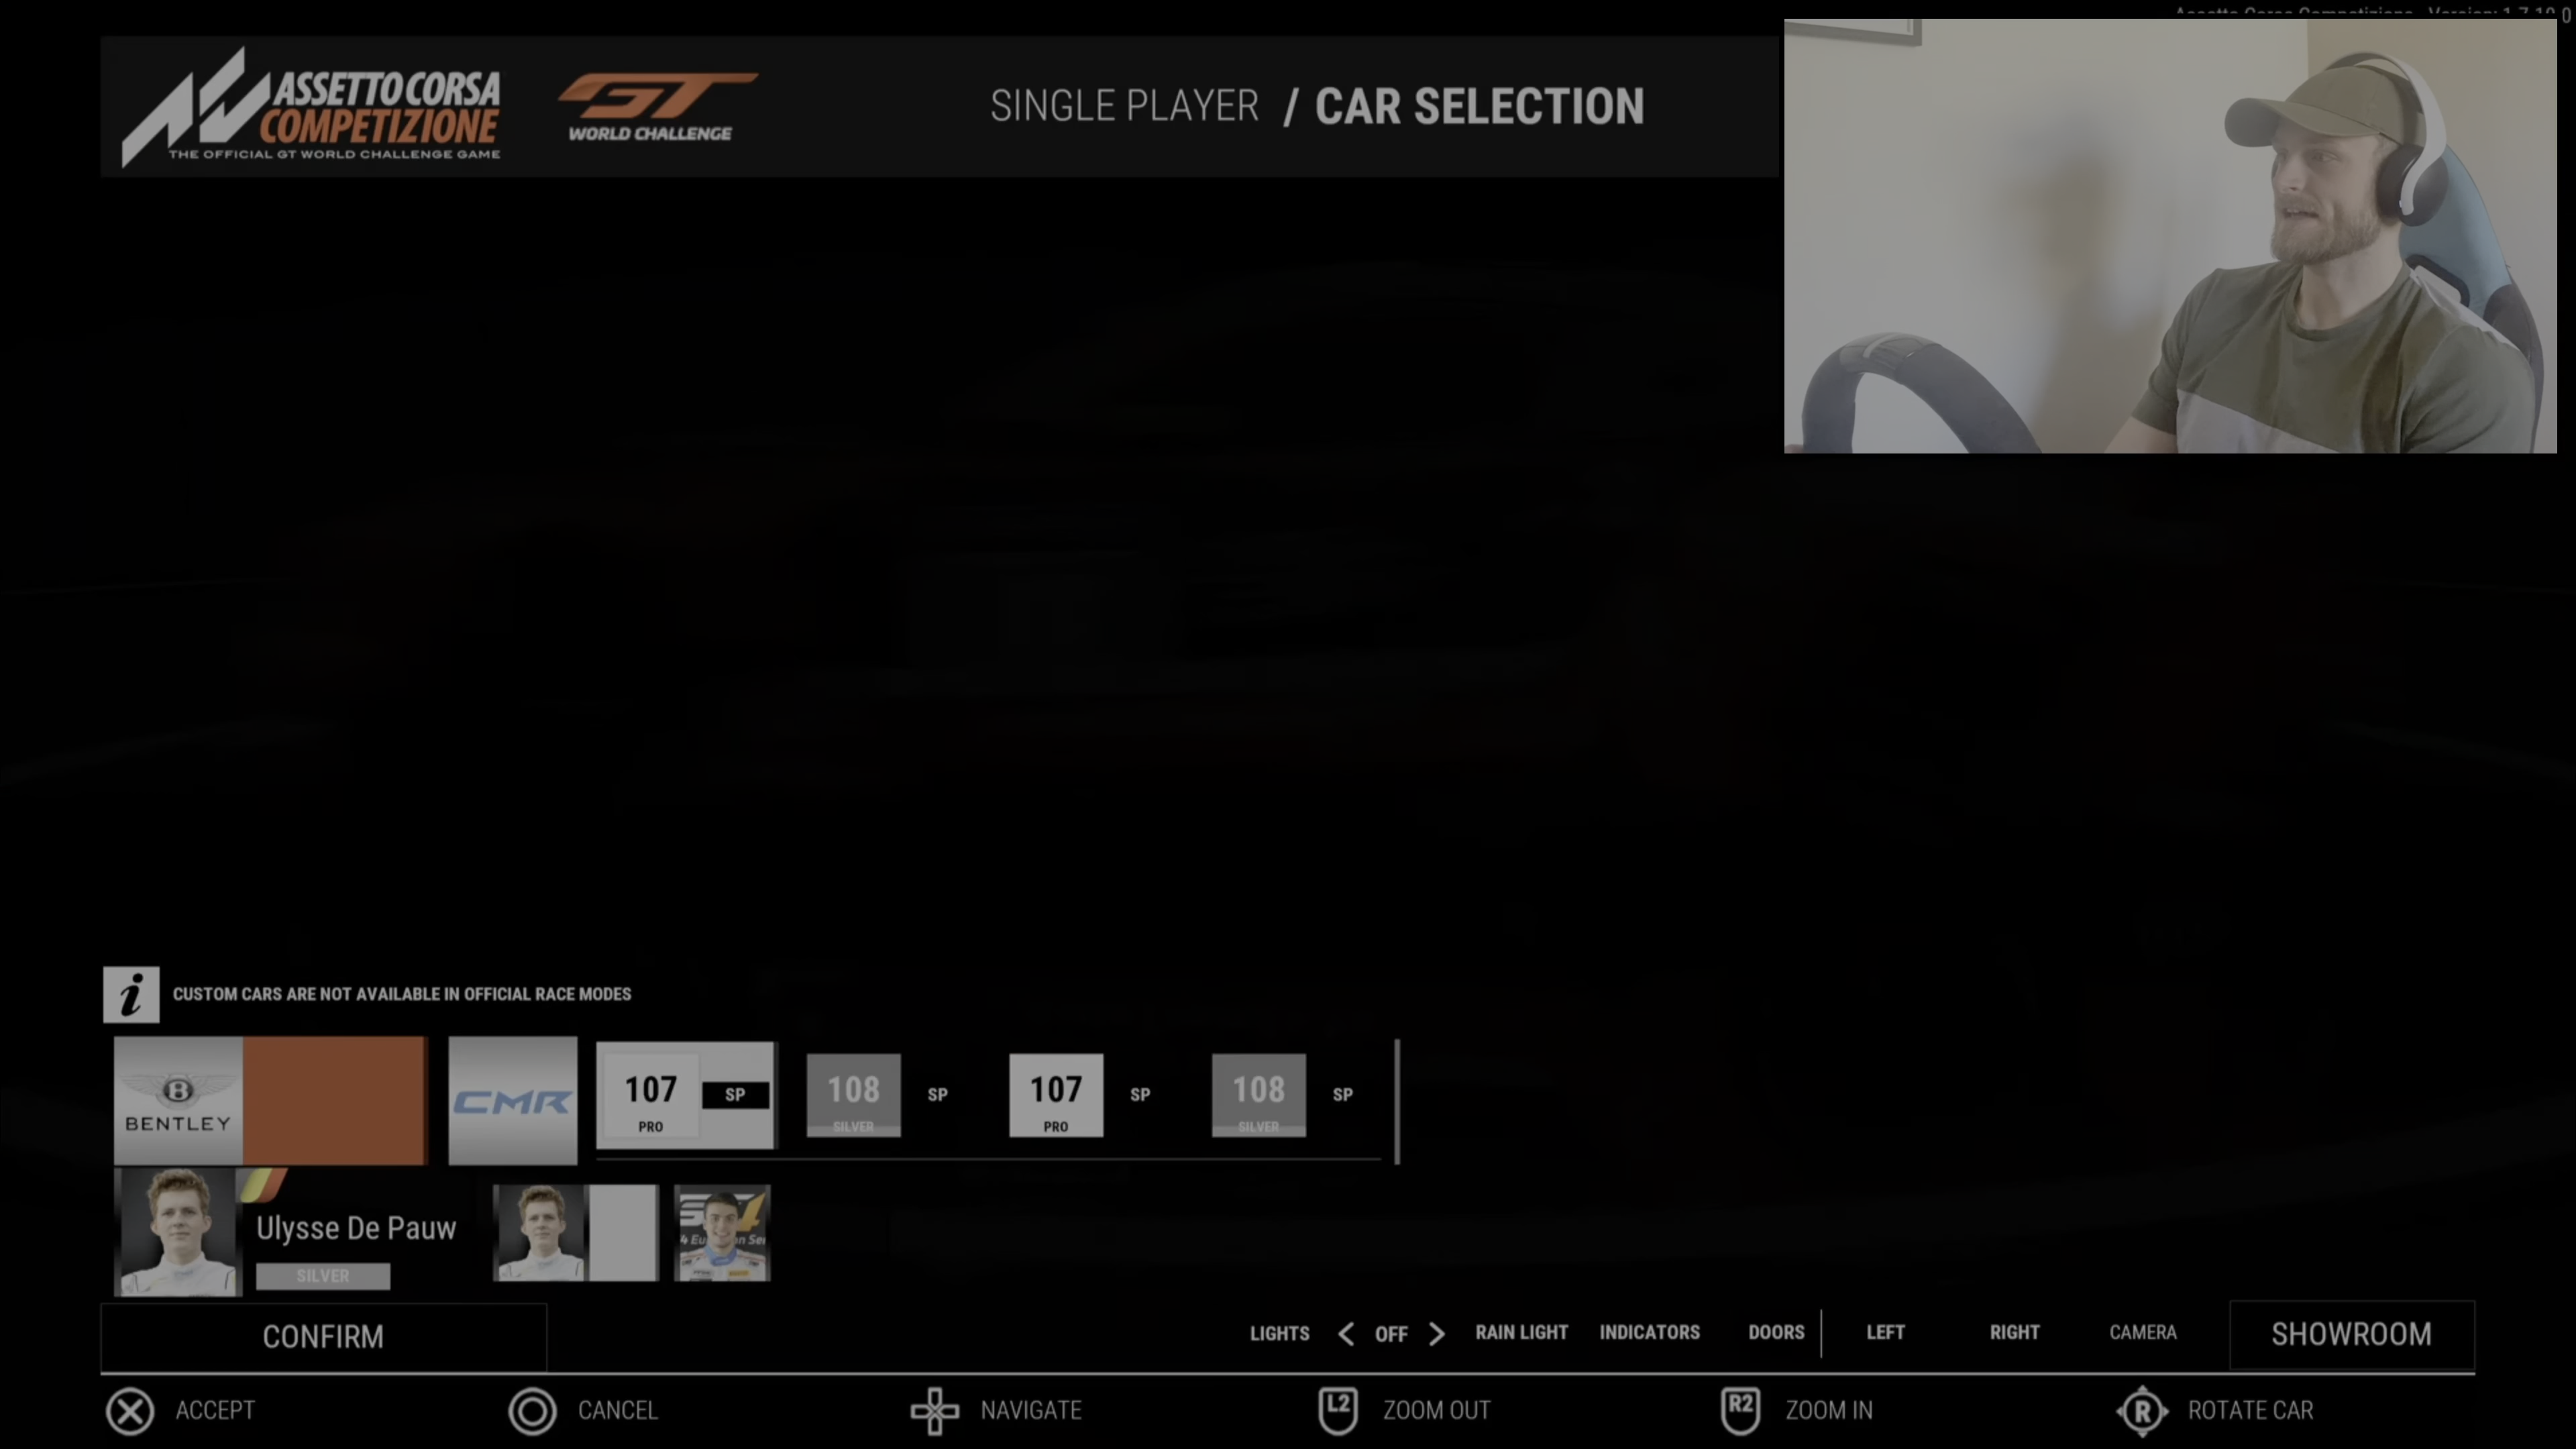 ASSETTO CORSA
COMPETIZIONE
THE OFFICIAL GT WORLD CHALLENGE GAME
GT
WORLD CHALLENGE
SINGLE PLAYER / CAR SELECTION
i CUSTOM CARS ARE NOT AVAILABLE IN OFFICIAL RACE MODES
B
BENTLEY
CMR
107 PRO SP
108 SILVER SP
107 PRO SP
108 SILVER SP
Ulysse De Pauw
SILVER
CONFIRM
LIGHTS < OFF > RAIN LIGHT INDICATORS DOORS LEFT RIGHT CAMERA SHOWROOM
ACCEPT CANCEL NAVIGATE L2 ZOOM OUT R2 ZOOM IN R ROTATE CAR